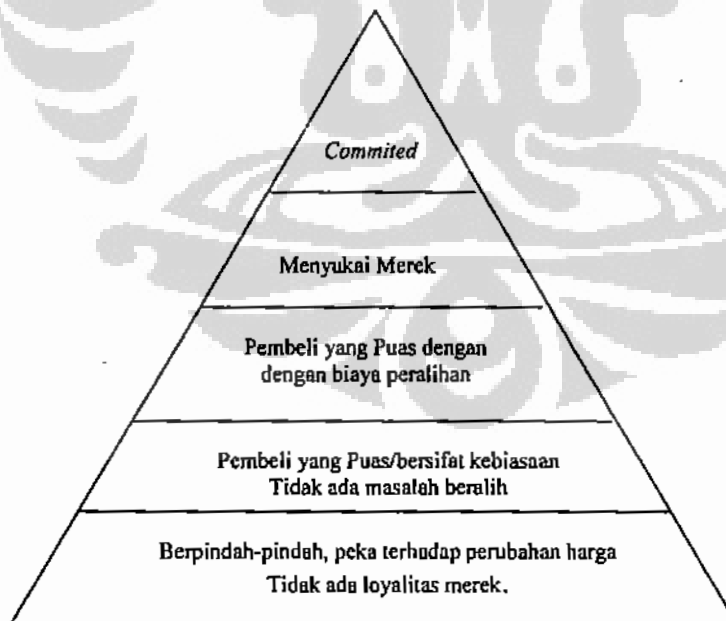 Commited
Menyukai Merek
Pembeli yang Puas dengan
dengan biaya peralihan
Pembeli yang Puas/bersifat kebiasaan
Tidak ada masalah beralih
Berpindah-pindah, peka terhadap perubahan harga
Tidak ada loyalitas merek.